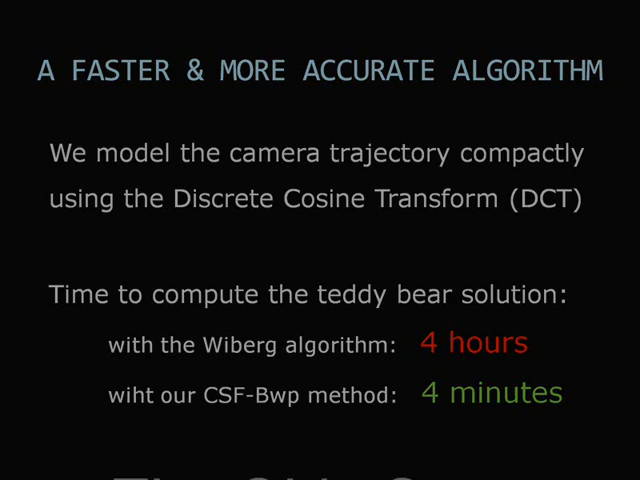 A FASTER & MORE ACCURATE ALGORITHM
We model the camera trajectory compactly
using the Discrete Cosine Transform (DCT)
Time to compute the teddy bear solution:
with the Wiberg algorithm: 4 hours
wiht our CSF-Bwp method: 4 minutes